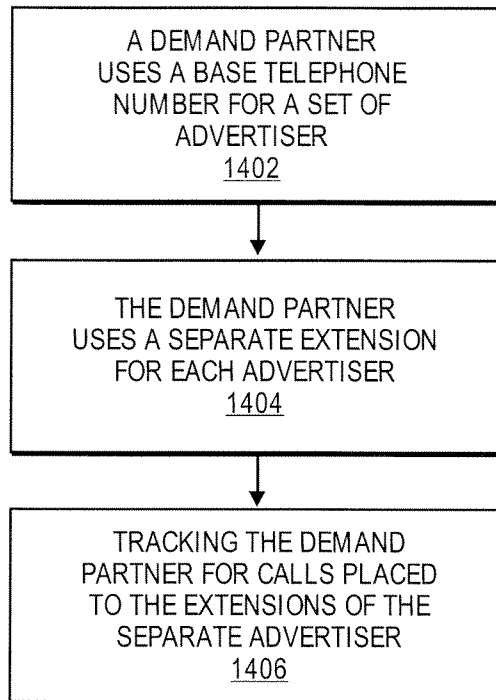 A DEMAND PARTNER
USES A BASE TELEPHONE
NUMBER FOR A SET OF
ADVERTISER
1402
THE DEMAND PARTNER
USES A SEPARATE EXTENSION
FOR EACH ADVERTISER
1404
TRACKING THE DEMAND
PARTNER FOR CALLS PLACED
TO THE EXTENSIONS OF THE
SEPARATE ADVERTISER
1406